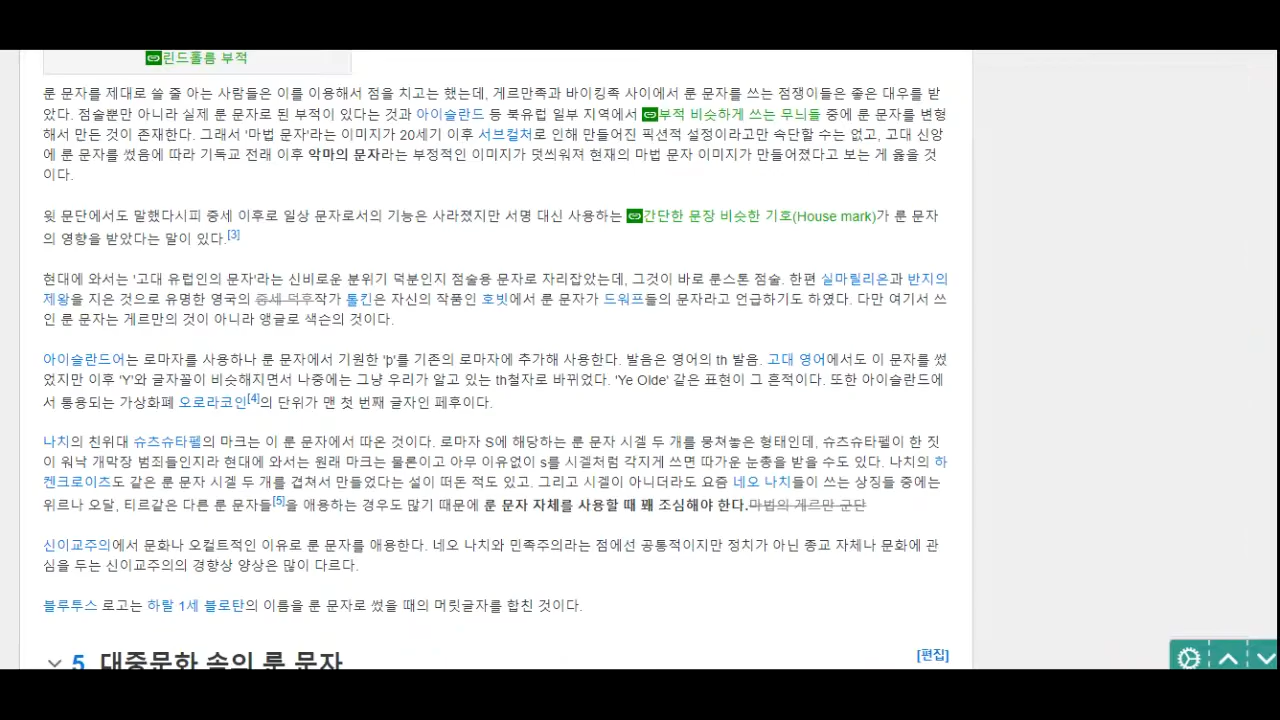 린드홀름 부적
룬 문자를 제대로 쓸 줄 아는 사람들은 이를 이용해서 점을 치고는 했는데, 게르만족과 바이킹족 사이에서 룬 문자를 쓰는 점쟁이들은 좋은 대우를 받
았다. 점술뿐만 아니라 실제 룬 문자로 된 부적이 있다는 것과 아이슬란드 등 북유럽 일부 지역에서 부적 비슷하게 쓰는 무늬들 중에 룬 문자를 변형
해서 만든 것이 존재한다. 그래서 '마법 문자'라는 이미지가 20세기 이후 서브컬처로 인해 만들어진 픽션적 설정이라고만 속단할 수는 없고, 고대 신앙
에 룬 문자를 썼음에 따라 기독교 전래 이후 악마의 문자라는 부정적인 이미지가 덧씌워져 현재의 마법 문자 이미지가 만들어졌다고 보는 게 옳을 것
이다.
윗 문단에서도 말했다시피 중세 이후로 일상 문자로서의 기능은 사라졌지만 서명 대신 사용하는 간단한 문장 비슷한 기호(House mark)가 룬 문자
의 영향을 받았다는 말이 있다.[3]
현대에 와서는 '고대 유럽인의 문자'라는 신비로운 분위기 덕분인지 점술용 문자로 자리잡았는데, 그것이 바로 룬스톤 점술. 한편 실마릴리온과 반지의
제왕을 지은 것으로 유명한 영국의 중세 덕후작가 톨킨은 자신의 작품인 호빗에서 룬 문자가 드워프들의 문자라고 언급하기도 하였다. 다만 여기서 쓰
인 룬 문자는 게르만의 것이 아니라 앵글로 색슨의 것이다.
아이슬란드어는 로마자를 사용하나 룬 문자에서 기원한 'þ'를 기존의 로마자에 추가해 사용한다. 발음은 영어의 th 발음. 고대 영어에서도 이 문자를 썼
었지만 이후 'Y'와 글자꼴이 비슷해지면서 나중에는 그냥 우리가 알고 있는 th철자로 바뀌었다. 'Ye Olde' 같은 표현이 그 흔적이다. 또한 아이슬란드에
서 통용되는 가상화폐 오로라코인[4]의 단위가 맨 첫 번째 글자인 페후이다.
나치의 친위대 슈츠슈타펠의 마크는 이 룬 문자에서 따온 것이다. 로마자 S에 해당하는 룬 문자 시겔 두 개를 뭉쳐놓은 형태인데, 슈츠슈타펠이 한 짓
이 워낙 개막장 범죄들인지라 현대에 와서는 원래 마크는 물론이고 아무 이유없이 s를 시겔처럼 각지게 쓰면 따가운 눈총을 받을 수도 있다. 나치의 하
켄크로이츠도 같은 룬 문자 시겔 두 개를 겹쳐서 만들었다는 설이 떠돈 적도 있고. 그리고 시겔이 아니더라도 요즘 네오 나치들이 쓰는 상징들 중에는
위르나 오달, 티르같은 다른 룬 문자들[5]을 애용하는 경우도 많기 때문에 룬 문자 자체를 사용할 때 꽤 조심해야 한다.마법의 게르만 군단
신이교주의에서 문화나 오컬트적인 이유로 룬 문자를 애용한다. 네오 나치와 민족주의라는 점에선 공통적이지만 정치가 아닌 종교 자체나 문화에 관
심을 두는 신이교주의의 경향상 양상은 많이 다르다.
블루투스 로고는 하랄 1세 블로탄의 이름을 룬 문자로 썼을 때의 머릿글자를 합친 것이다.
5. 대중문화 속의 룬 문자 [편집]